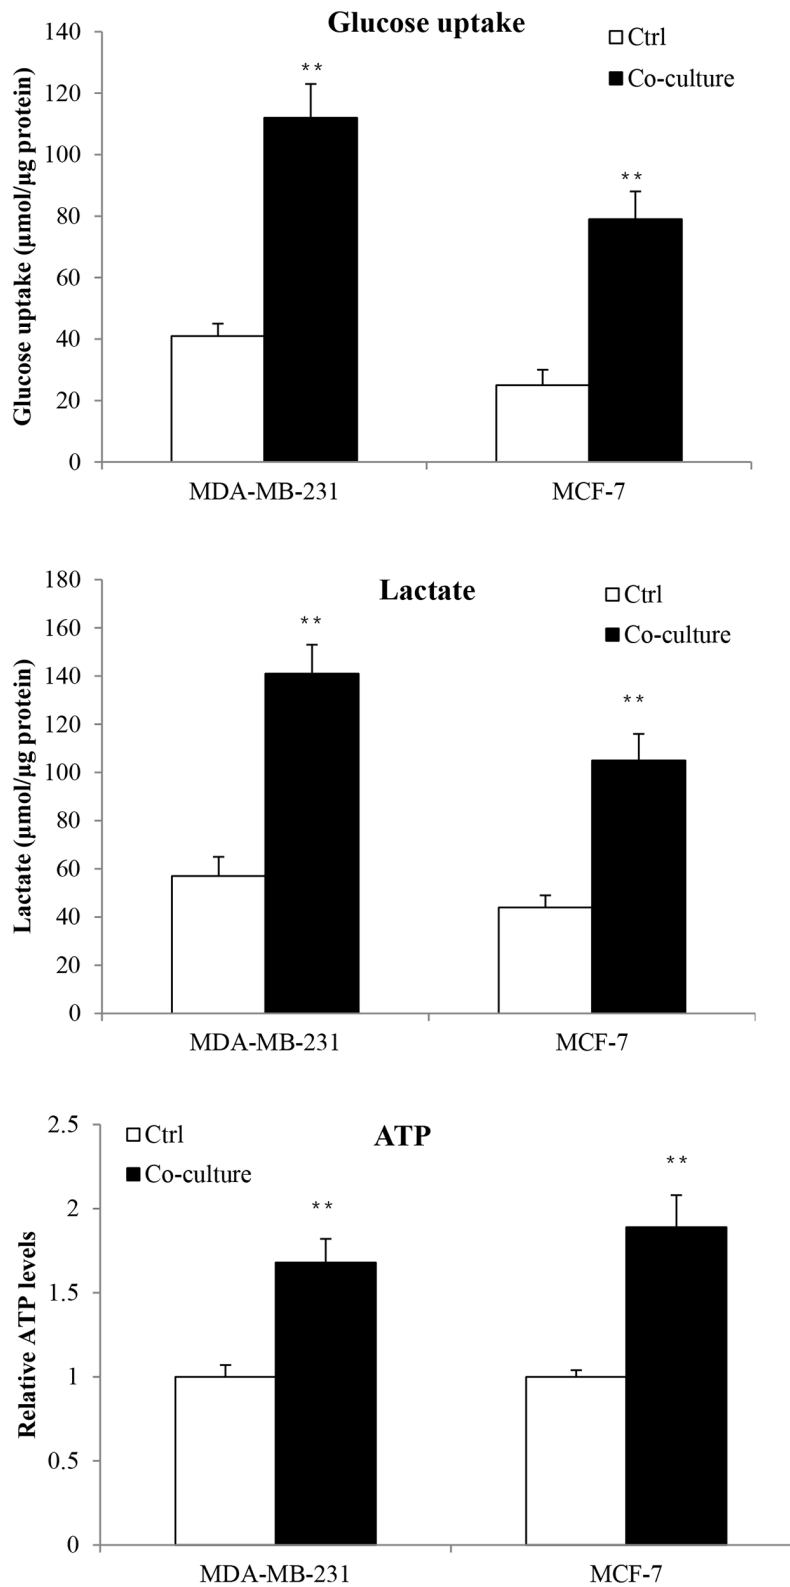 Glucose uptake
Ctrl
Co-culture
Glucose uptake (μmol/μg protein)
140
120
100
80
60
40
20
0
**
**
MDA-MB-231
MCF-7
Lactate
Ctrl
Co-culture
Lactate (μmol/μg protein)
180
160
140
120
100
80
60
40
20
0
**
**
MDA-MB-231
MCF-7
ATP
Ctrl
Co-culture
Relative ATP levels
2.5
2
1.5
1
0.5
0
**
**
MDA-MB-231
MCF-7